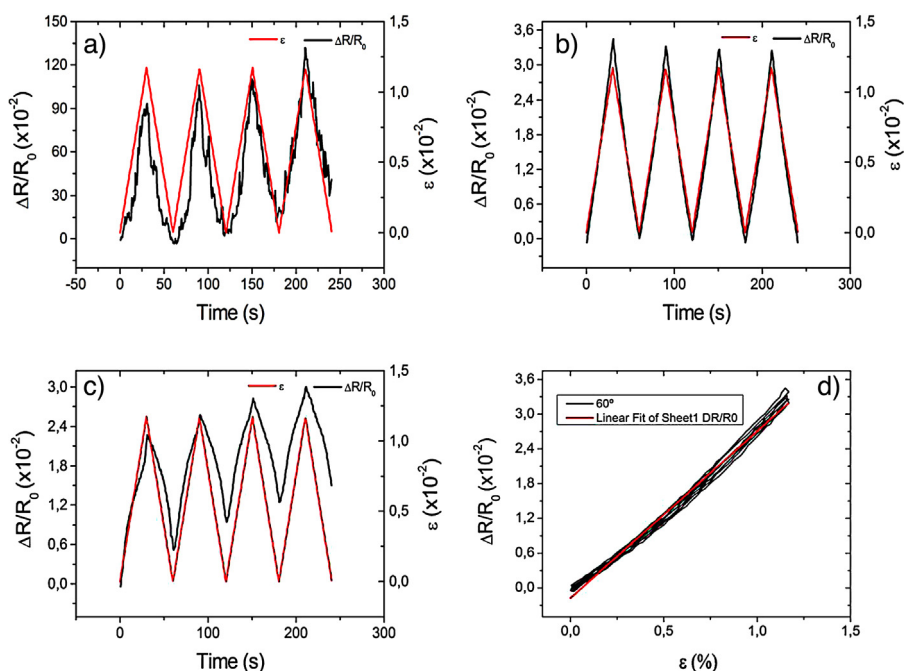 a)
ε
ΔR/R₀
150
120
90
60
30
0
-30
1,5
1,0
0,5
0,0
-50
0
50
100
150
200
250
300
ΔR/R₀ (x10⁻²)
ε (x10⁻²)
Time (s)
b)
ε
ΔR/R₀
3,6
3,0
2,4
1,8
1,2
0,6
0,0
1,5
1,0
0,5
0,0
0
100
200
300
ΔR/R₀ (x10⁻²)
ε (x10⁻²)
Time (s)
c)
ε
ΔR/R₀
3,0
2,4
1,8
1,2
0,6
0,0
1,5
1,0
0,5
0,0
0
50
100
150
200
250
300
ΔR/R₀ (x10⁻²)
ε (x10⁻²)
Time (s)
d)
60º
Linear Fit of Sheet1 DR/R0
3,6
3,0
2,4
1,8
1,2
0,6
0,0
0,0
0,5
1,0
1,5
ΔR/R₀ (x10⁻²)
ε (%)